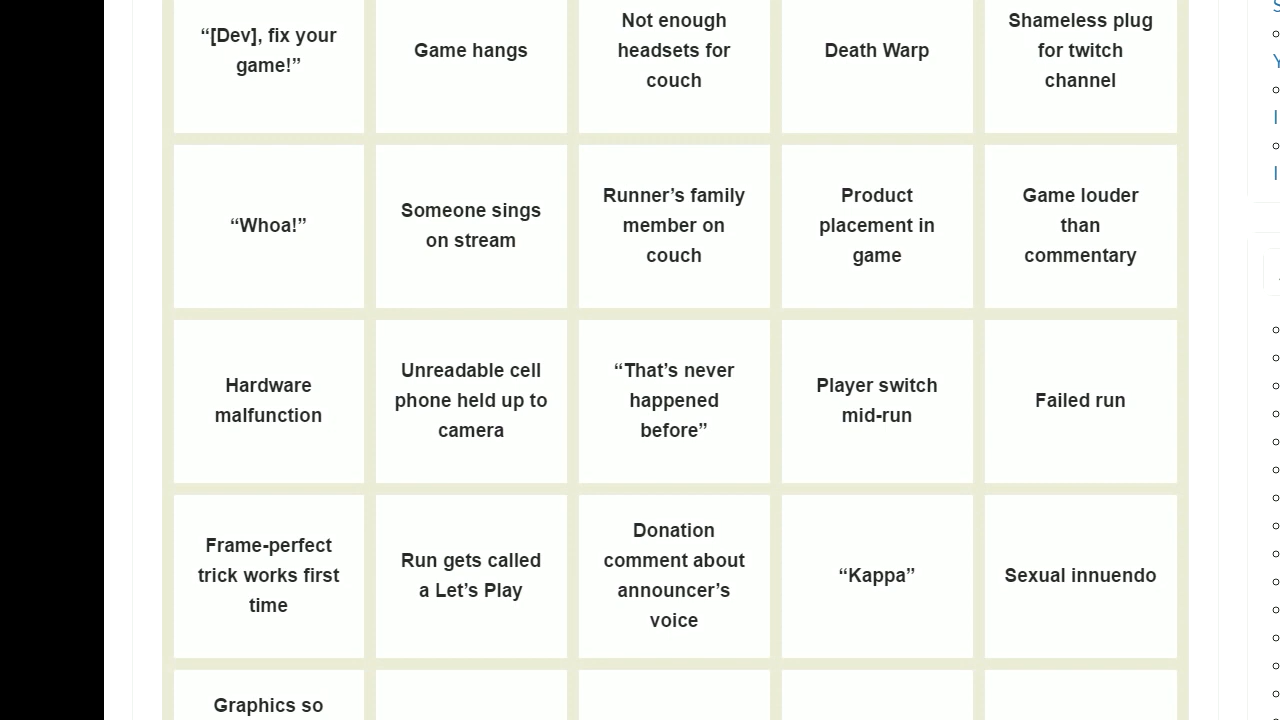 “[Dev], fix your
game!”
Game hangs
Not enough
headsets for
couch
Death Warp
Shameless plug
for twitch
channel
“Whoa!”
Someone sings
on stream
Runner’s family
member on
couch
Product
placement in
game
Game louder
than
commentary
Hardware
malfunction
Unreadable cell
phone held up to
camera
“That’s never
happened
before”
Player switch
mid-run
Failed run
Frame-perfect
trick works first
time
Run gets called
a Let’s Play
Donation
comment about
announcer’s
voice
“Kappa”
Sexual innuendo
Graphics so